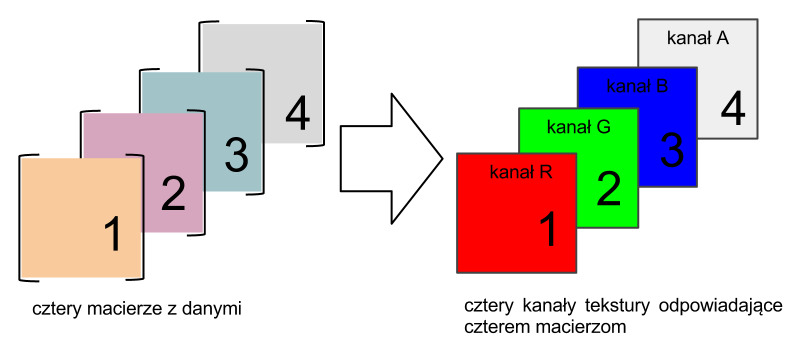 1
2
3
4
cztery macierze z danymi
kanał R
1
kanał G
2
kanał B
3
kanał A
4
cztery kanały tekstury odpowiadające
czterem macierzom